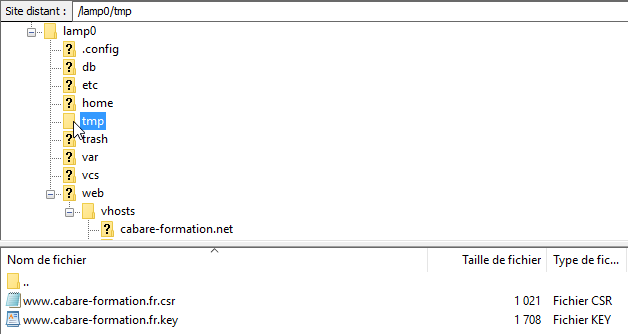 Site distant : /lamp0/tmp
lamp0
.config
db
etc
home
tmp
trash
var
vcs
web
vhosts
cabare-formation.net
Nom de fichier Taille de fichier Type de fic...
..
www.cabare-formation.fr.csr 1 021 Fichier CSR
www.cabare-formation.fr.key 1 708 Fichier KEY